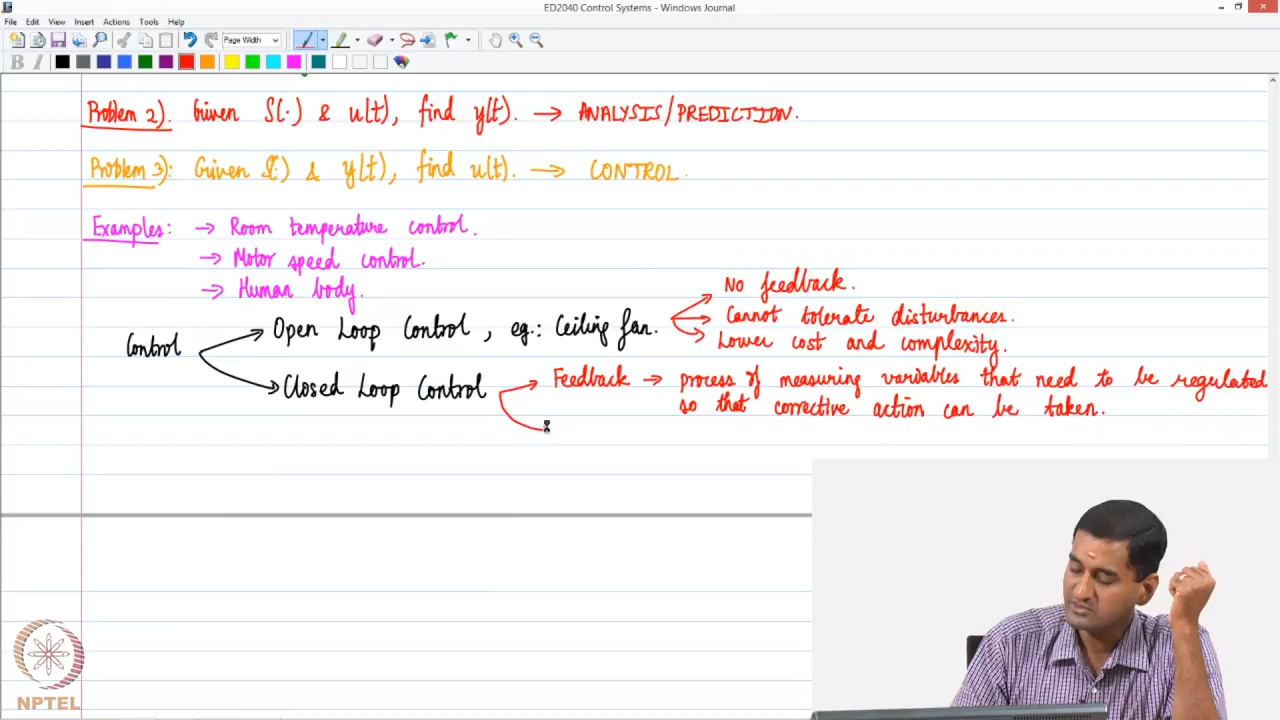 ED2040 Control Systems - Windows Journal
File Edit View Insert Actions Tools Help
Page Width
B I
Problem 2). Given S(.) & u(t), find y(t). → ANALYSIS/PREDICTION.
Problem 3): Given S(.) & y(t), find u(t). → CONTROL.
Examples: → Room temperature control.
→ Motor speed control.
→ Human body.
No feedback.
Cannot tolerate disturbances.
Lower cost and complexity.
Control
Open Loop Control, eg.: Ceiling fan.
Closed Loop Control
Feedback → process of measuring variables that need to be regulated
so that corrective action can be taken.
NPTEL